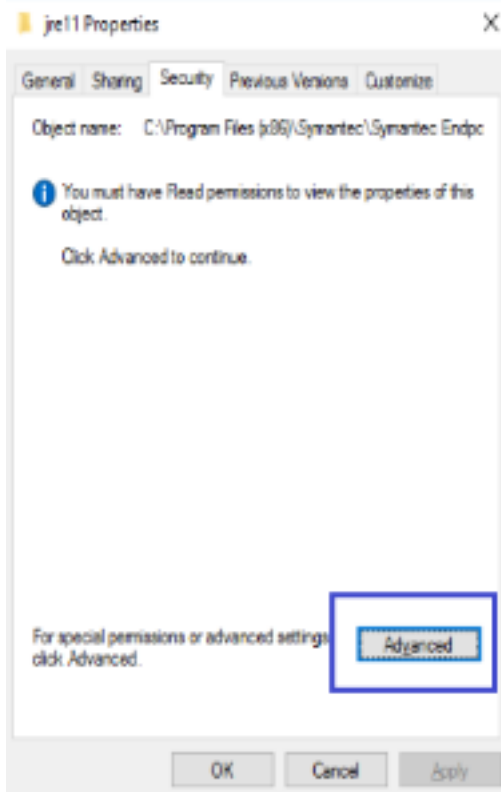 jre11 Properties
General Sharing Security Previous Versions Customize
Object name: C:\Program Files (x86)\Symantec\Symantec Endpc
You must have Read permissions to view the properties of this
object.
Click Advanced to continue.
For special permissions or advanced settings
click Advanced.
Advanced
OK Cancel Apply